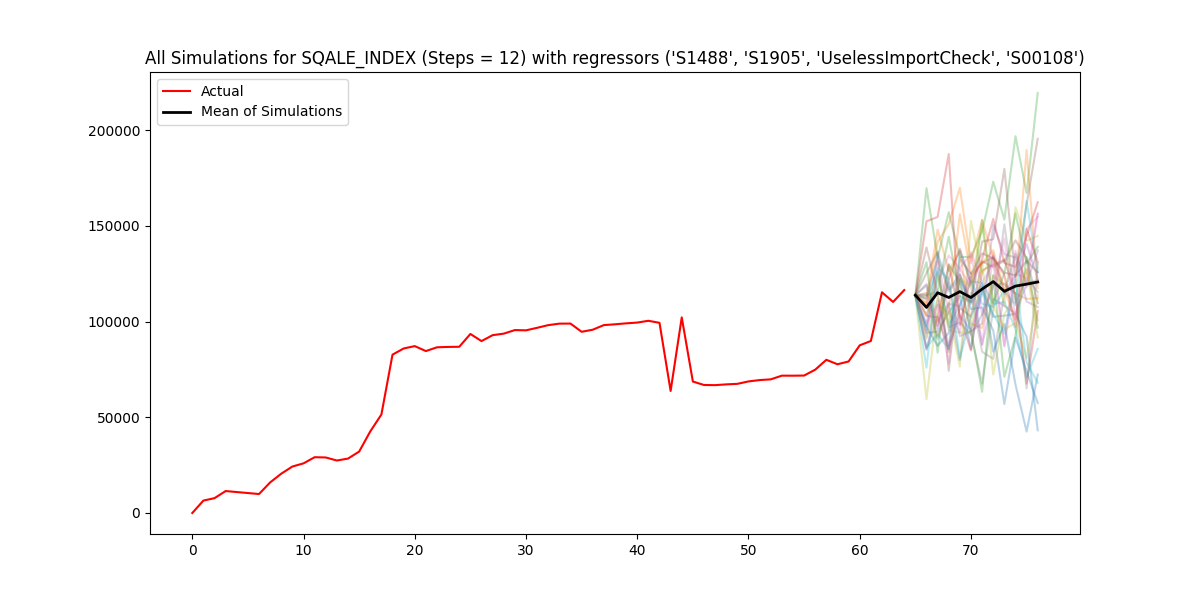 All Simulations for SQALE_INDEX (Steps = 12) with regressors ('S1488', 'S1905', 'UselessImportCheck', 'S00108')
Actual
Mean of Simulations
200000
150000
100000
50000
0
0 10 20 30 40 50 60 70